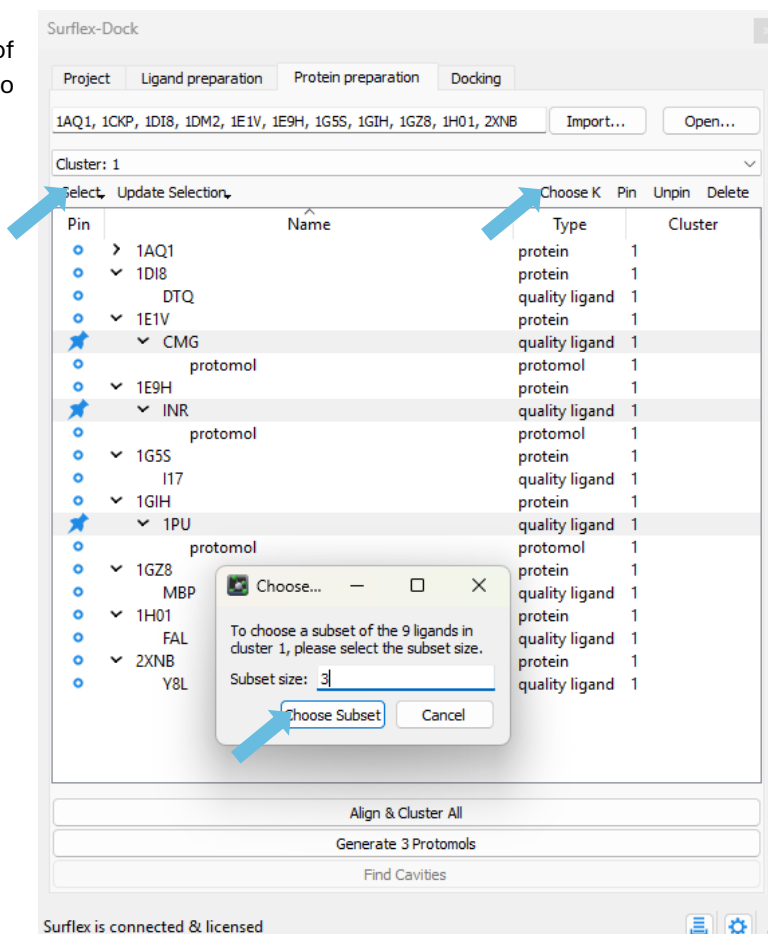 of
o
Surflex-Dock
Project Ligand preparation Protein preparation Docking
1AQ1, 1CKP, 1DI8, 1DM2, 1E1V, 1E9H, 1G5S, 1GIH, 1GZ8, 1H01, 2XNB Import... Open...
Cluster: 1
Select Update Selection Choose K Pin Unpin Delete
Pin Name Type Cluster
1AQ1 protein 1
1DI8 protein 1
DTQ quality ligand 1
1E1V protein 1
CMG quality ligand 1
protomol protomol 1
1E9H protein 1
INR quality ligand 1
protomol protomol 1
1G5S protein 1
I17 quality ligand 1
1GIH protein 1
1PU quality ligand 1
protomol protomol 1
1GZ8 protein 1
MBP quality ligand 1
1H01 protein 1
FAL quality ligand 1
2XNB protein 1
Y8L quality ligand 1
Choose...
To choose a subset of the 9 ligands in
cluster 1, please select the subset size.
Subset size: 3
Choose Subset Cancel
Align & Cluster All
Generate 3 Protomols
Find Cavities
Surflex is connected & licensed